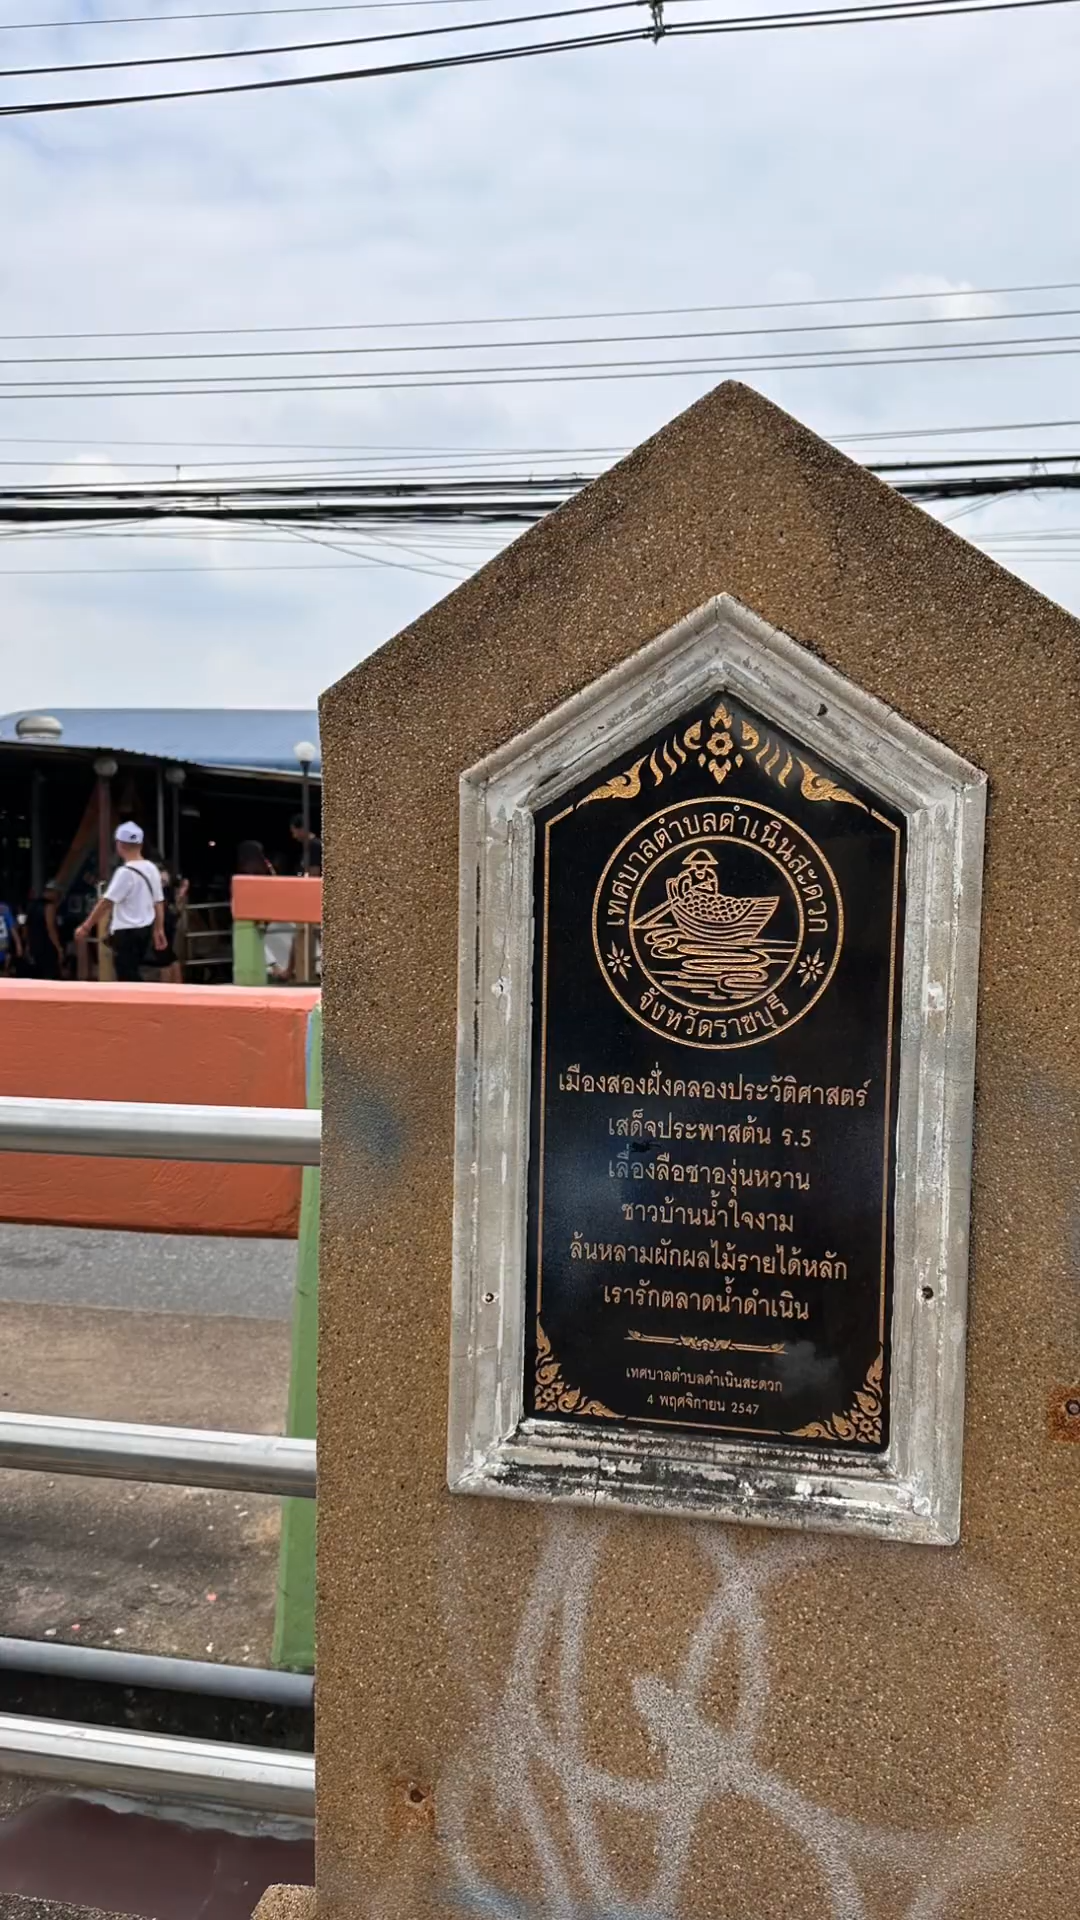 เทศบาลตำบลดำเนินสะดวก
จังหวัดราชบุรี
เมืองสองฝั่งคลองประวัติศาสตร์
เสด็จประพาสต้น ร.5
เลื่องลือชาองุ่นหวาน
ชาวบ้านน้ำใจงาม
ล้นหลามผักผลไม้รายได้หลัก
เรารักตลาดน้ำดำเนิน
เทศบาลตำบลดำเนินสะดวก
4 พฤศจิกายน 2547